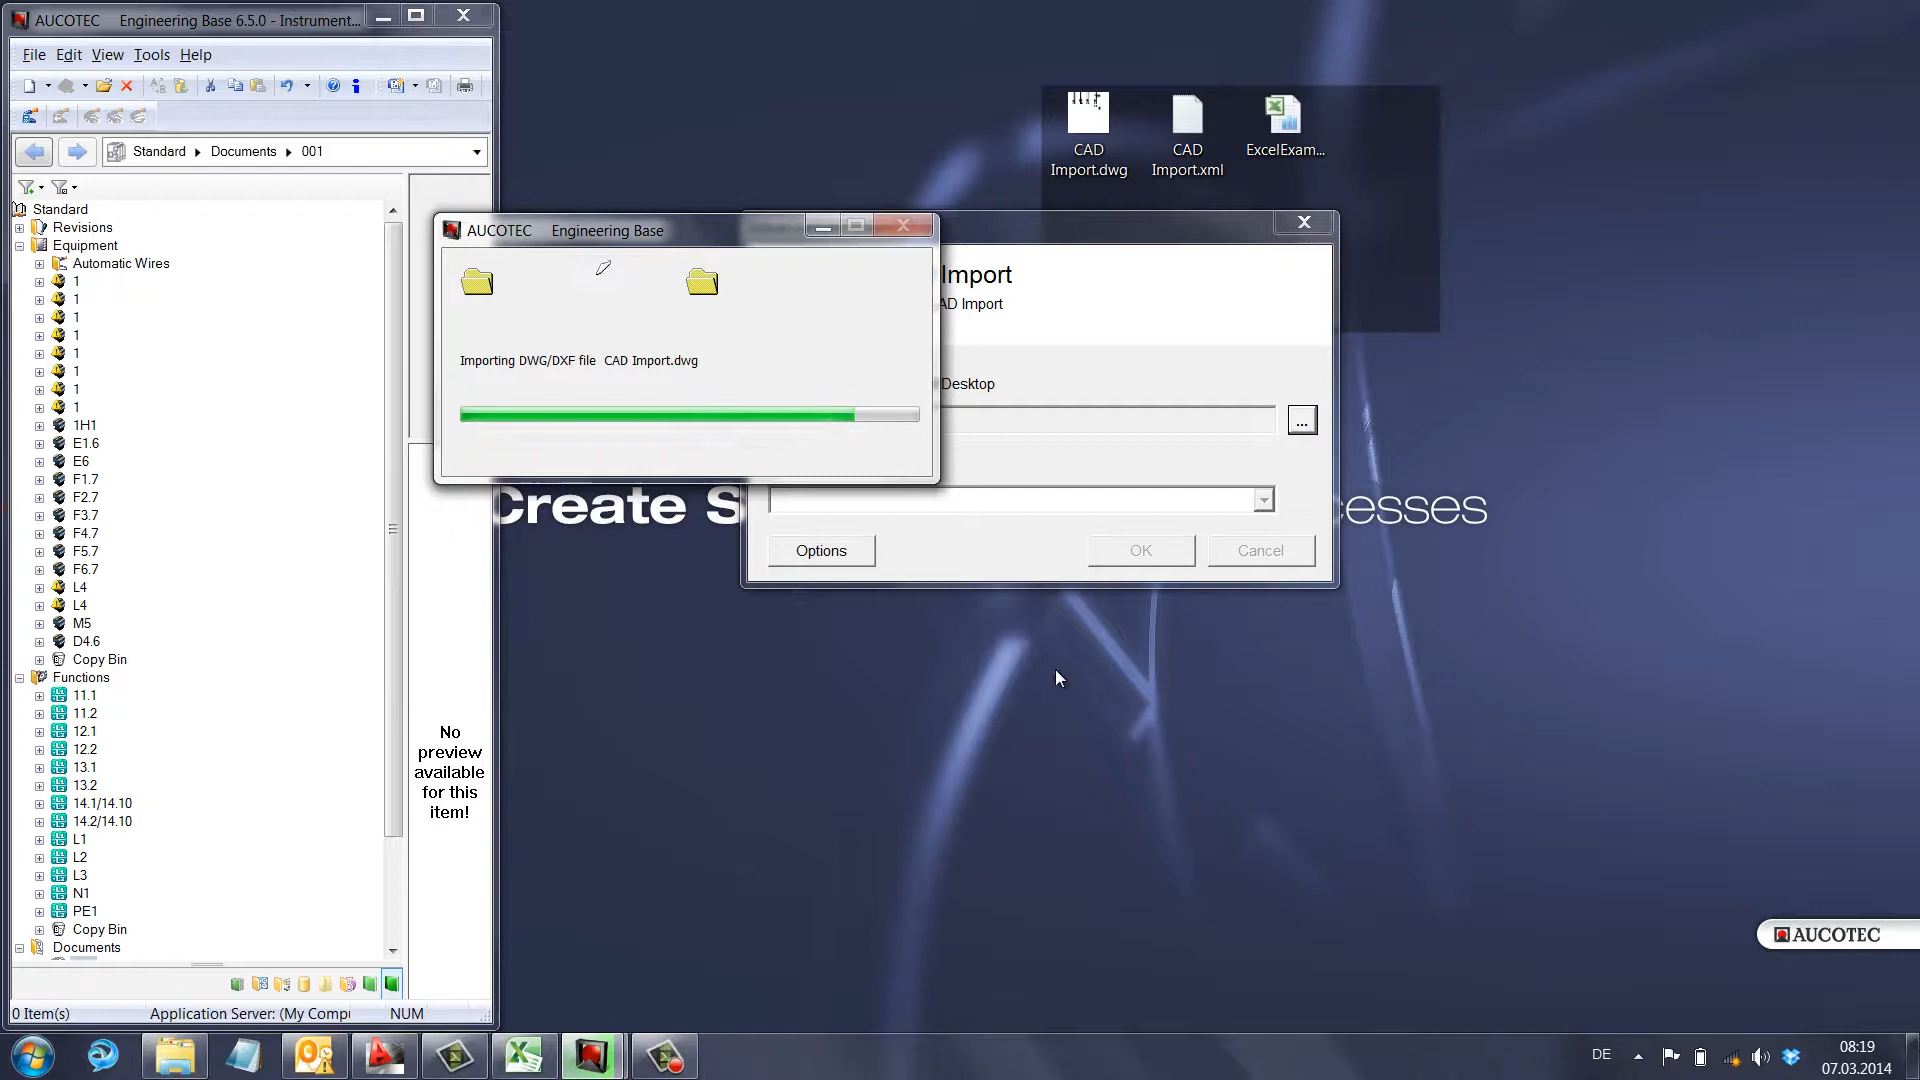 AUCOTEC Engineering Base 6.5.0 - Instrument...
File Edit View Tools Help
Standard Documents 001
Standard
Revisions
Equipment
Automatic Wires
1
1
1
1
1
1
1
1
1H1
E1.6
E6
F1.7
F2.7
F3.7
F4.7
F5.7
F6.7
L4
L4
M5
D4.6
Copy Bin
Functions
11.1
11.2
12.1
12.2
13.1
13.2
14.1/14.10
14.2/14.10
L1
L2
L3
N1
PE1
Copy Bin
Documents
No
preview
available
for this
item!
0 Item(s) Application Server: (My Compu NUM
AUCOTEC Engineering Base
Importing DWG/DXF file CAD Import.dwg
Import
AD Import
Desktop
...
Options OK Cancel
CAD
Import.dwg
CAD
Import.xml
ExcelExam...
Create S
cesses
AUCOTEC
DE
08:19
07.03.2014